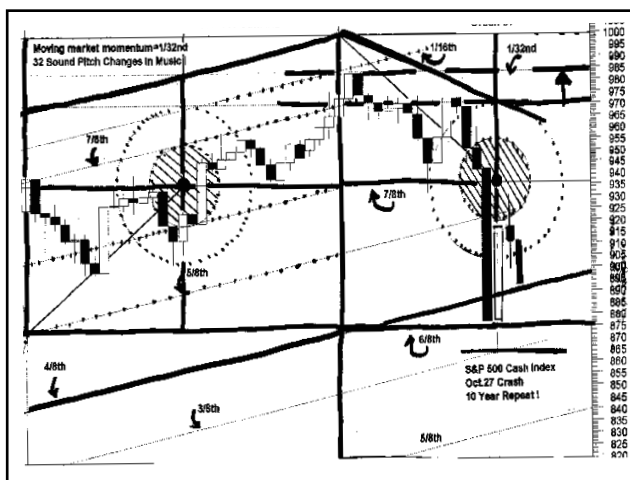 Moving market momentum=1/32nd
32 Sound Pitch Changes In Music
1/16th
1/32nd
7/8th
7/8th
5/8th
6/8th
4/8th
3/8th
5/8th
S&P 500 Cash Index
Oct.27 Crash
10 Year Repeat !
1000
995
990
985
980
975
970
965
960
955
950
945
940
935
930
925
920
915
910
905
900
895
890
885
880
875
870
865
860
855
850
845
840
835
830
825
820